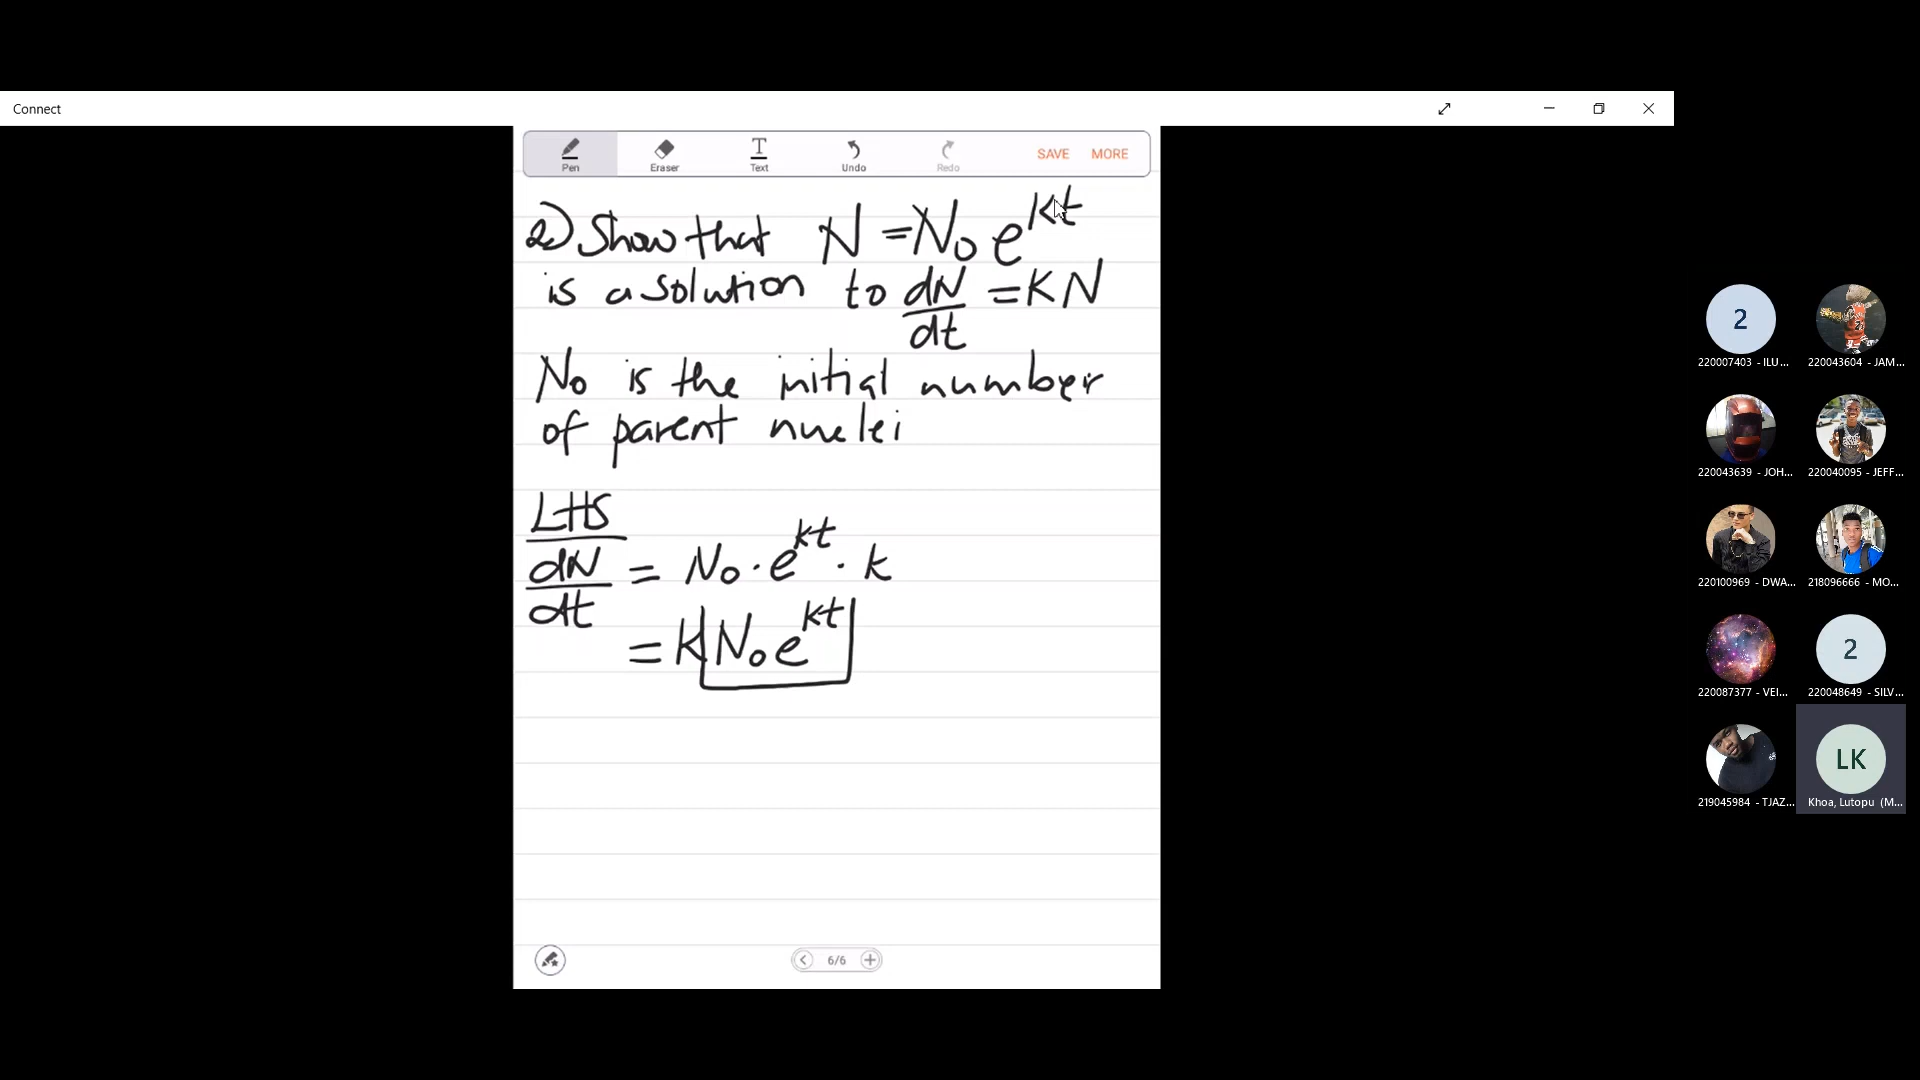 Connect
Pen
Eraser
Text
Undo
Redo
SAVE
MORE
2) Show that N = N₀ e^{kt}
is a solution to dN/dt = KN
N₀ is the initial number
of parent nuclei
LHS
dN/dt = N₀ · e^{kt} · k
= K N₀ e^{kt}
6/6
2
220007403 - ILU...
220043604 - JAM...
220043639 - JOH...
220040095 - JEFF...
220100969 - DWA...
218096666 - MO...
220087377 - VEI...
2
220048649 - SILV...
219045984 - TJAZ...
LK
Khoa, Lutopu (M...